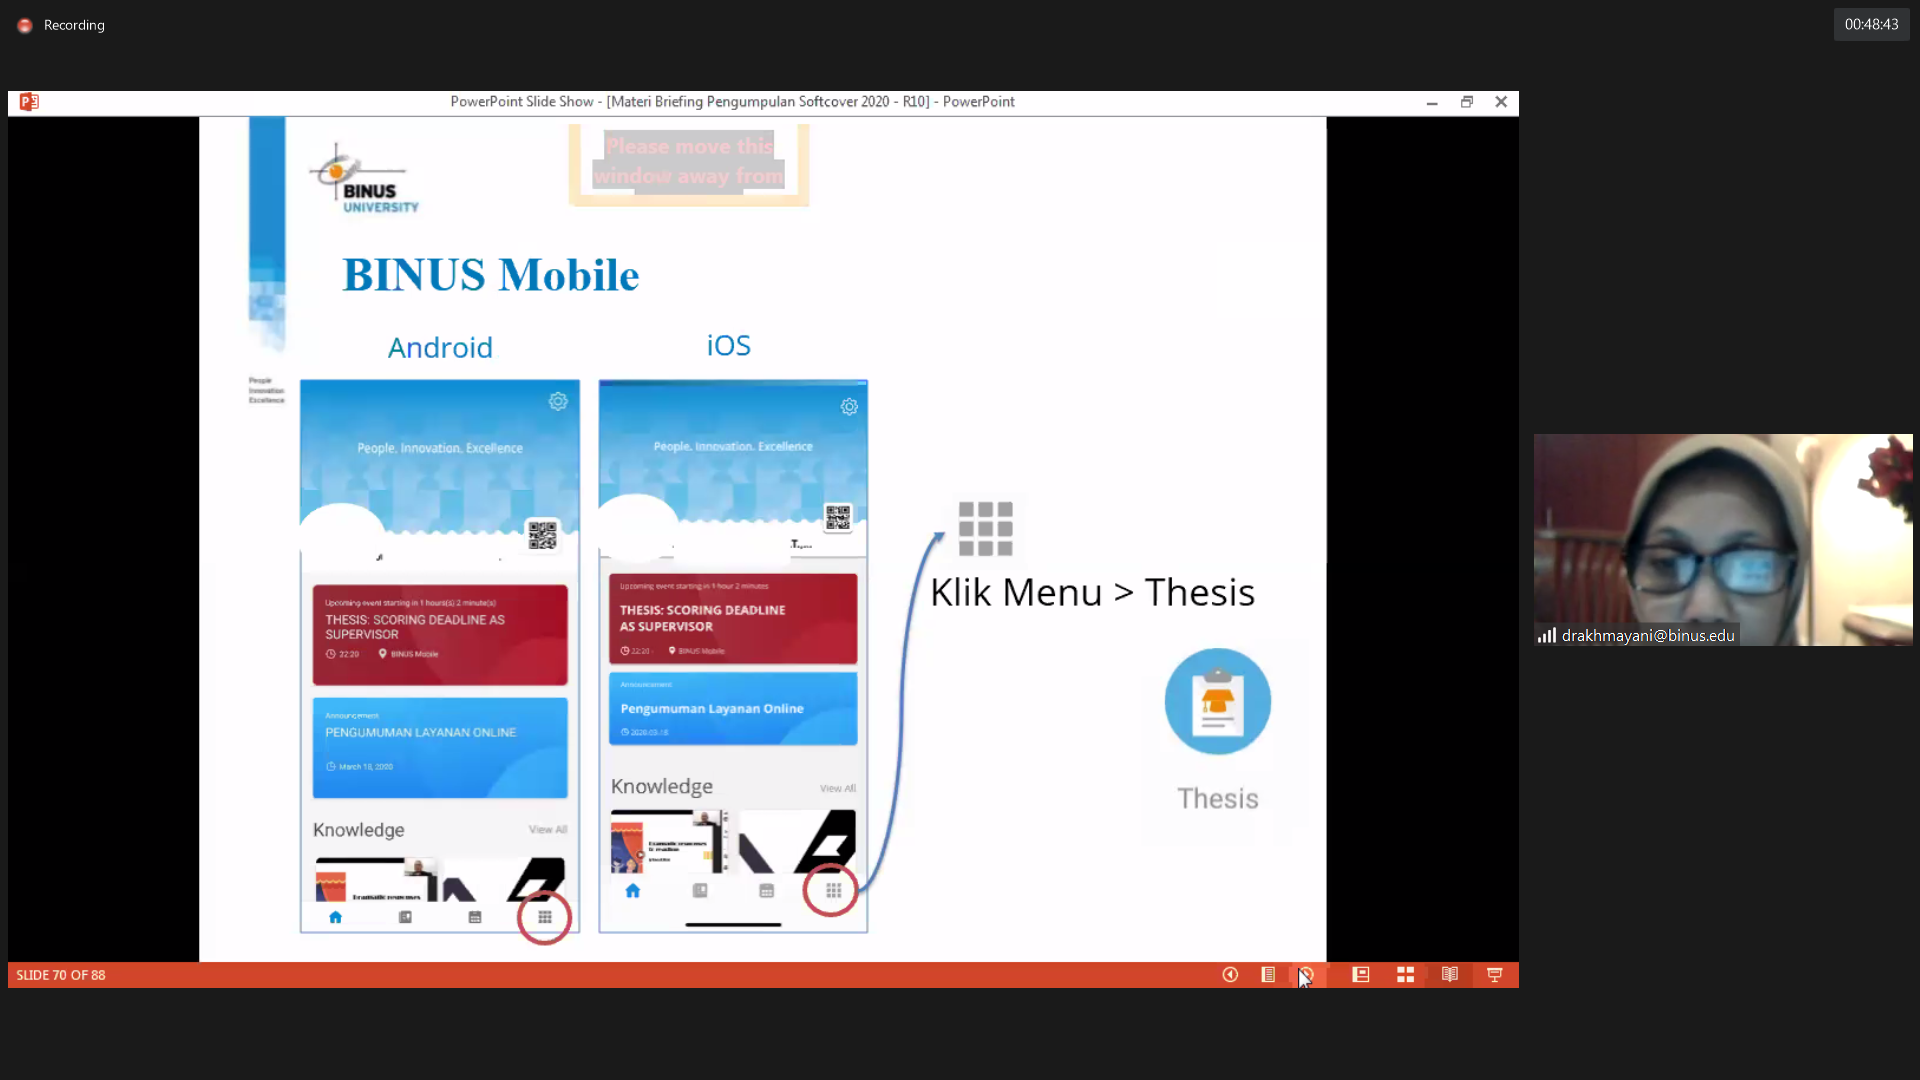 Recording
00:48:43
PowerPoint Slide Show - [Materi Briefing Pengumpulan Softcover 2020 - R10] - PowerPoint
Please move this
window away from
BINUS
UNIVERSITY
BINUS Mobile
Android
iOS
People
Innovation
Excellence
People. Innovation. Excellence
Upcoming event starting in 1 hours(s) 2 minute(s)
THESIS: SCORING DEADLINE AS
SUPERVISOR
22:20
BINUS Mobile
Announcement
PENGUMUMAN LAYANAN ONLINE
March 18, 2020
Knowledge
View All
People. Innovation. Excellence
Upcoming event starting in 1 hour 2 minutes
THESIS: SCORING DEADLINE
AS SUPERVISOR
22:20
BINUS Mobile
Announcement
Pengumuman Layanan Online
2020-03-18
Knowledge
View All
Klik Menu > Thesis
Thesis
drakhmayani@binus.edu
SLIDE 70 OF 88